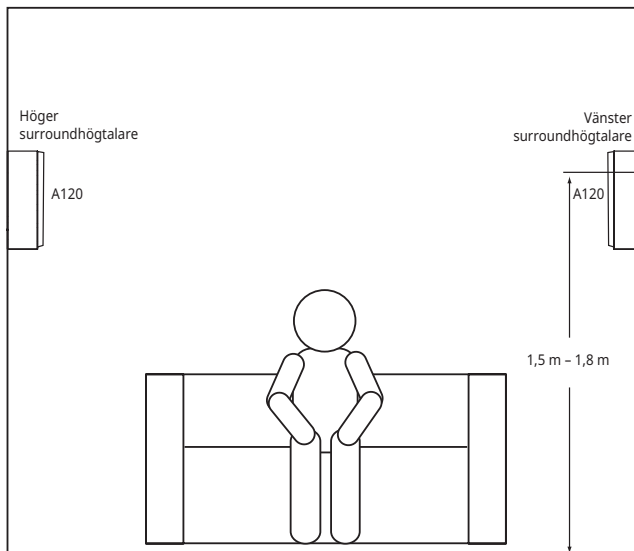 Höger
surroundhögtalare
Vänster
surroundhögtalare
A120
A120
1,5 m – 1,8 m